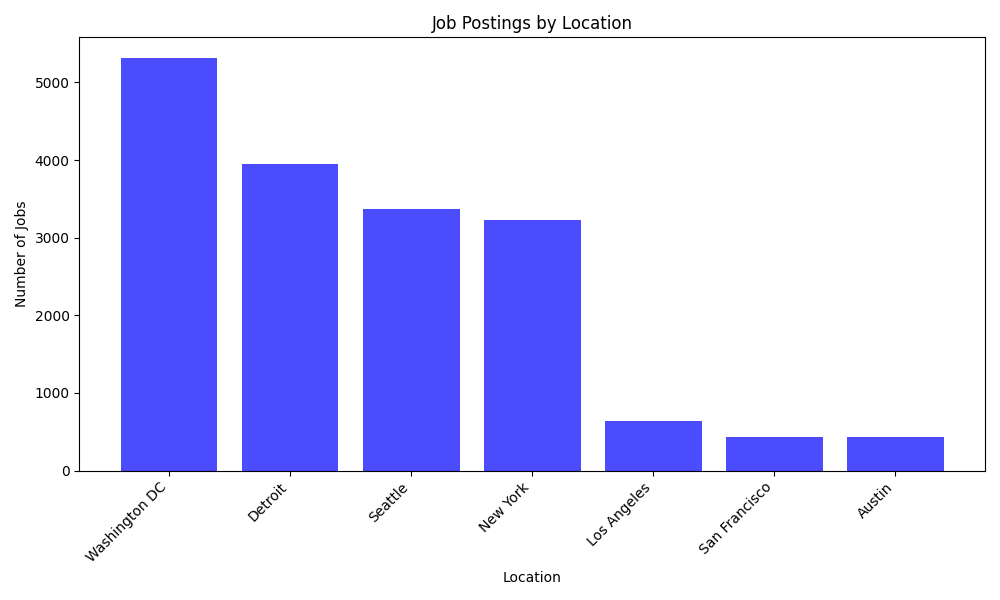 Job Postings by Location
Number of Jobs
5000
4000
3000
2000
1000
0
Washington DC
Detroit
Seattle
New York
Los Angeles
San Francisco
Austin
Location